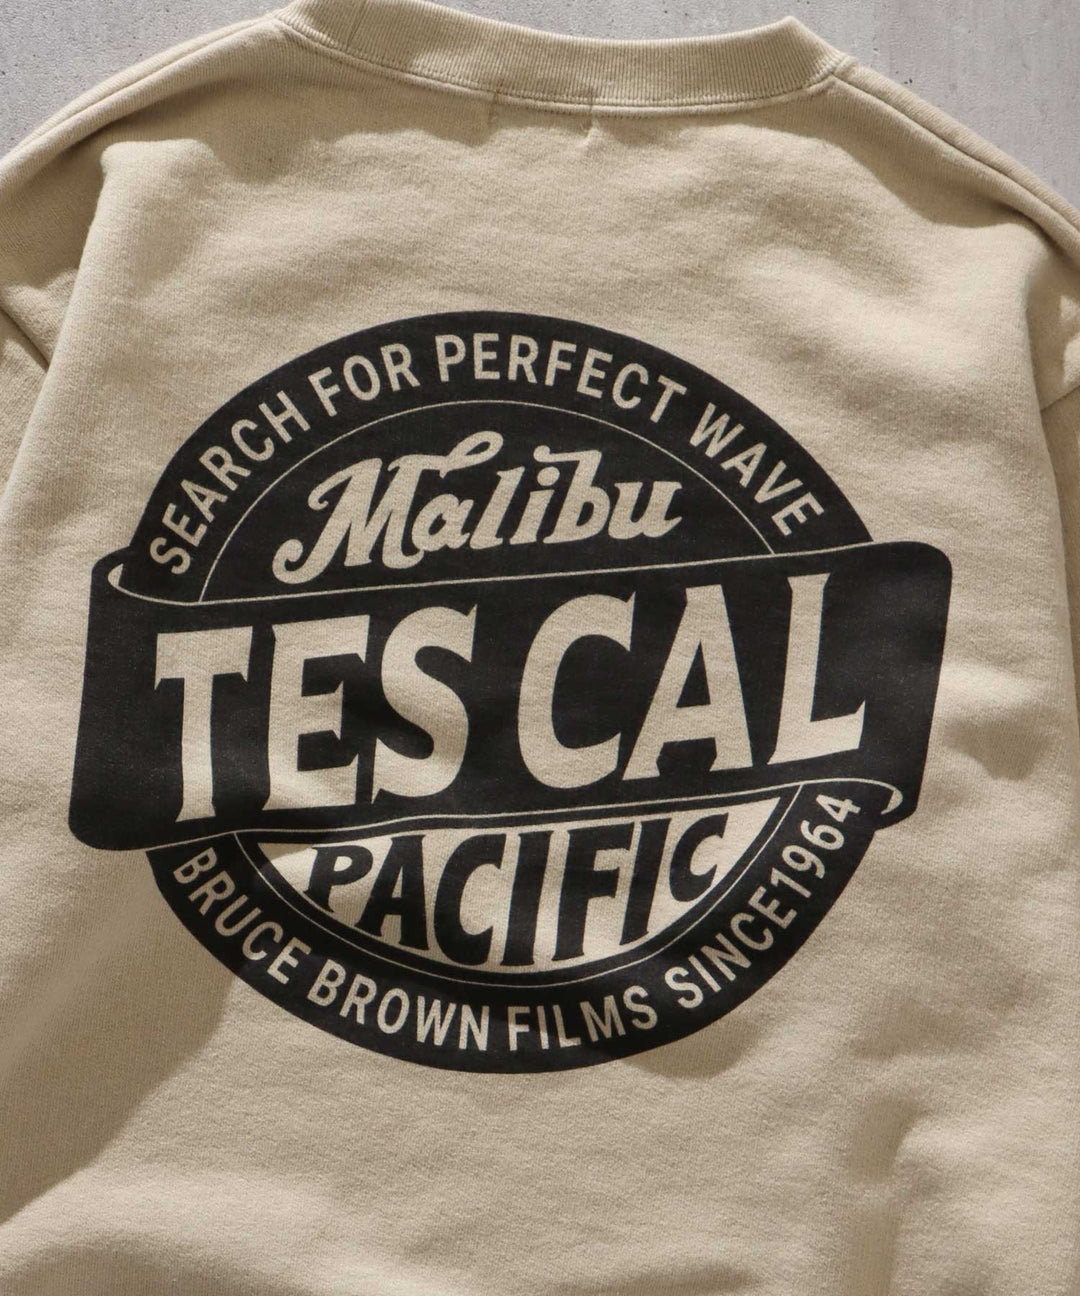 SEARCH FOR PERFECT WAVE
Malibu
TES CAL
PACIFIC
BRUCE BROWN FILMS SINCE1964